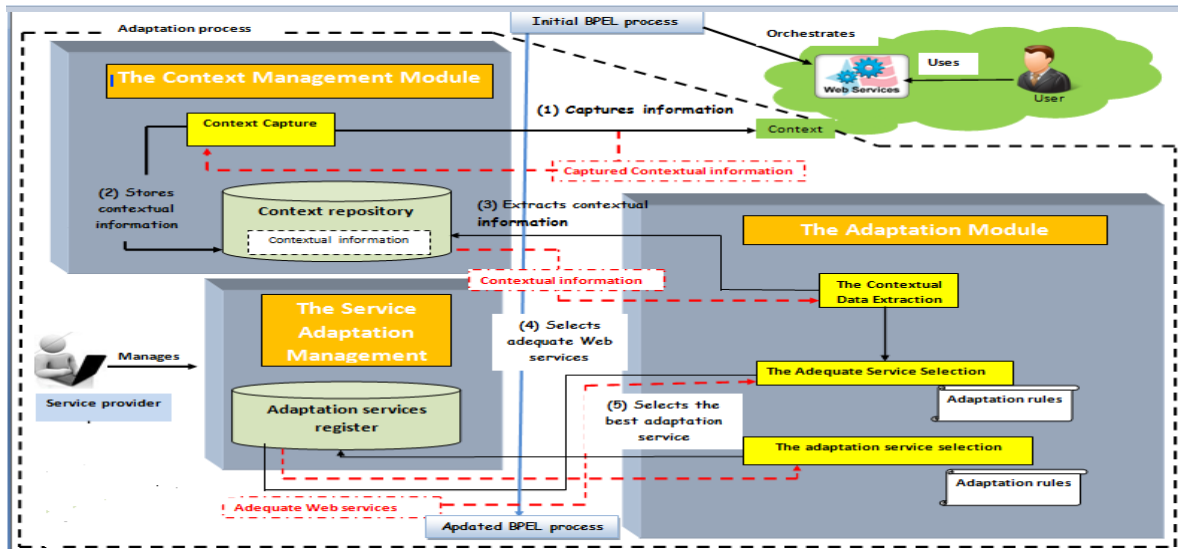 Initial BPEL process
Adaptation process
Orchestrates
The Context Management Module
Uses
Web Services
User
(1) Captures information
Context Capture
Context
Captured Contextual information
(2) Stores
contextual
information
(3) Extracts contextual
information
Context repository
Contextual information
The Adaptation Module
Contextual information
The Contextual
Data Extraction
The Service
Adaptation
Management
(4) Selects
adequate Web
services
Manages
The Adequate Service Selection
Service provider
Adaptation rules
Adaptation services
register
(5) Selects the
best adaptation
service
The adaptation service selection
Adaptation rules
Adequate Web services
Apdated BPEL process